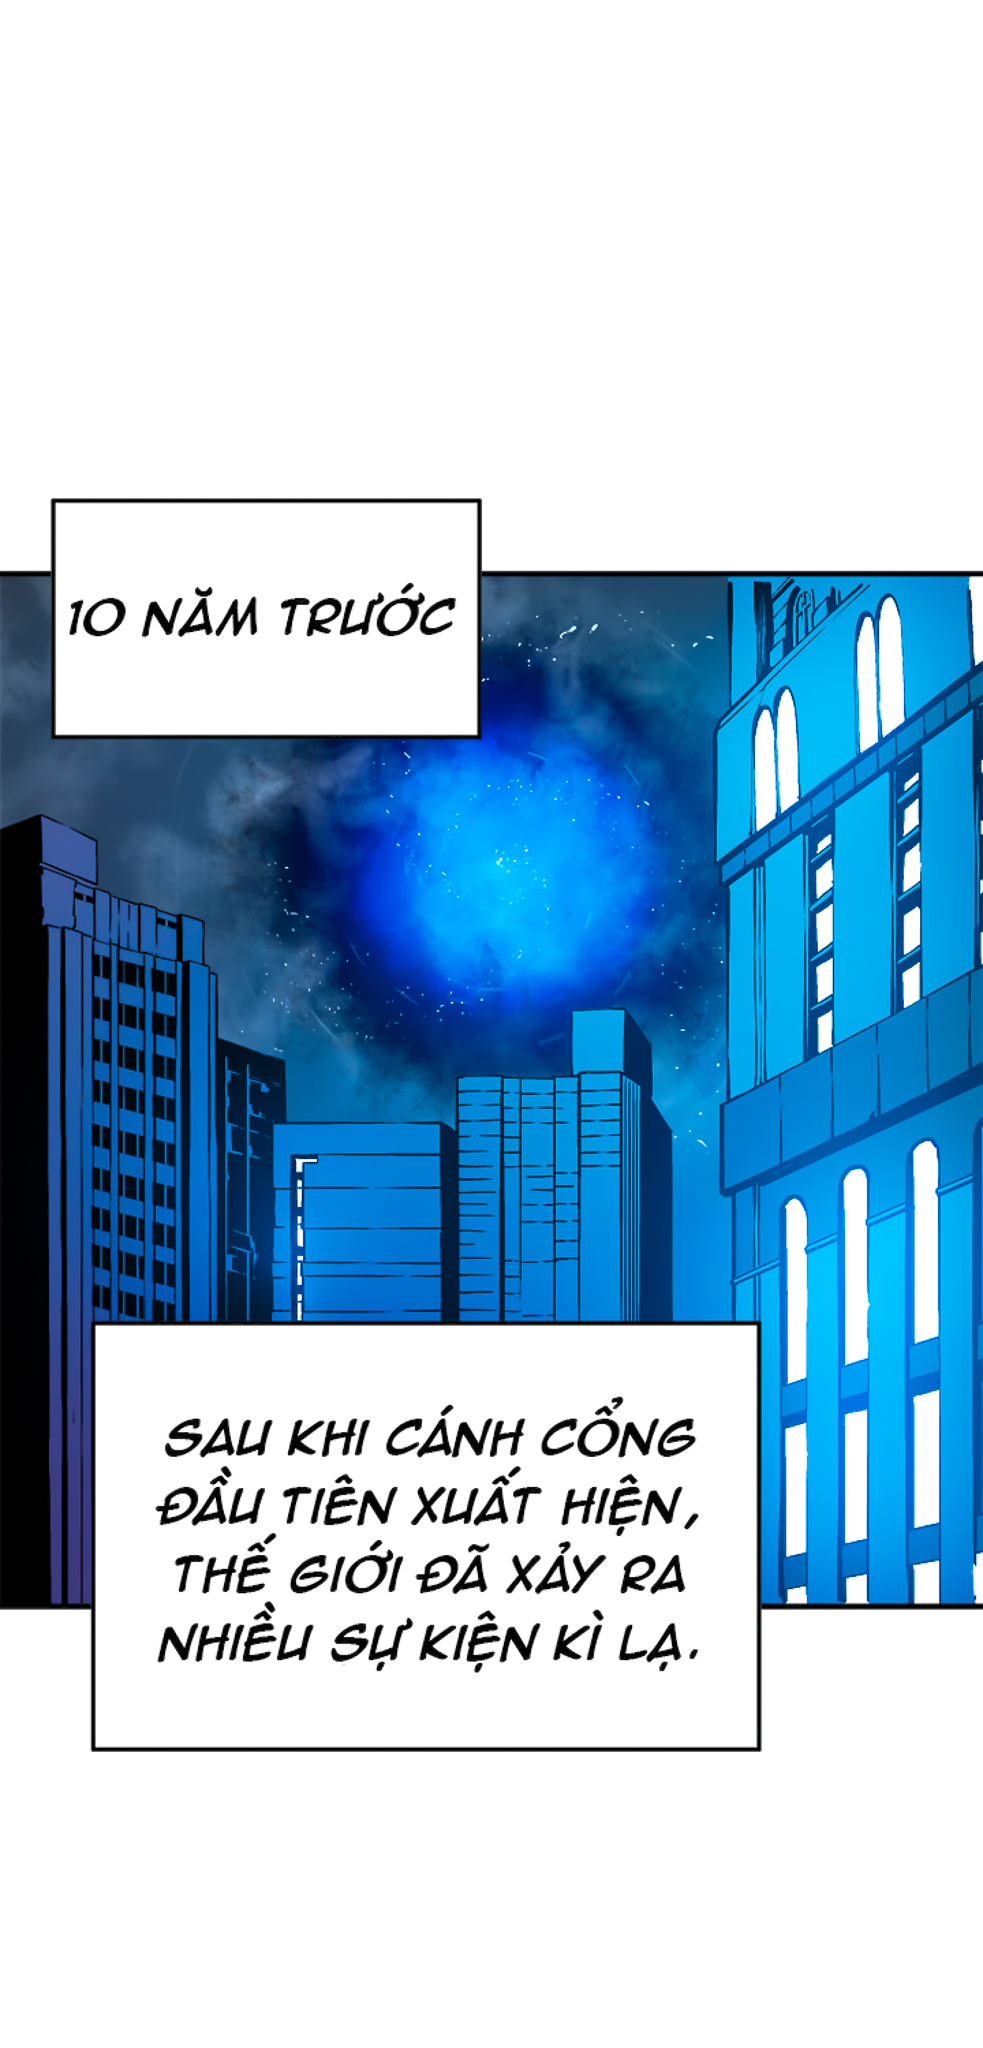 10 NĂM TRƯỚC
SAU KHI CÁNH CỔNG
ĐẦU TIÊN XUẤT HIỆN,
THẾ GIỚI ĐÃ XẢY RA
NHIỀU SỰ KIỆN KÌ LẠ.